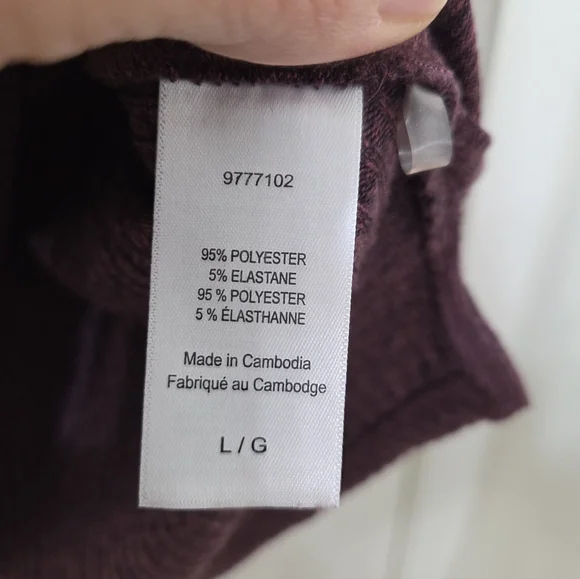 9777102
95% POLYESTER
5% ELASTANE
95 % POLYESTER
5 % ÉLASTHANNE
Made in Cambodia
Fabriqué au Cambodge
L / G